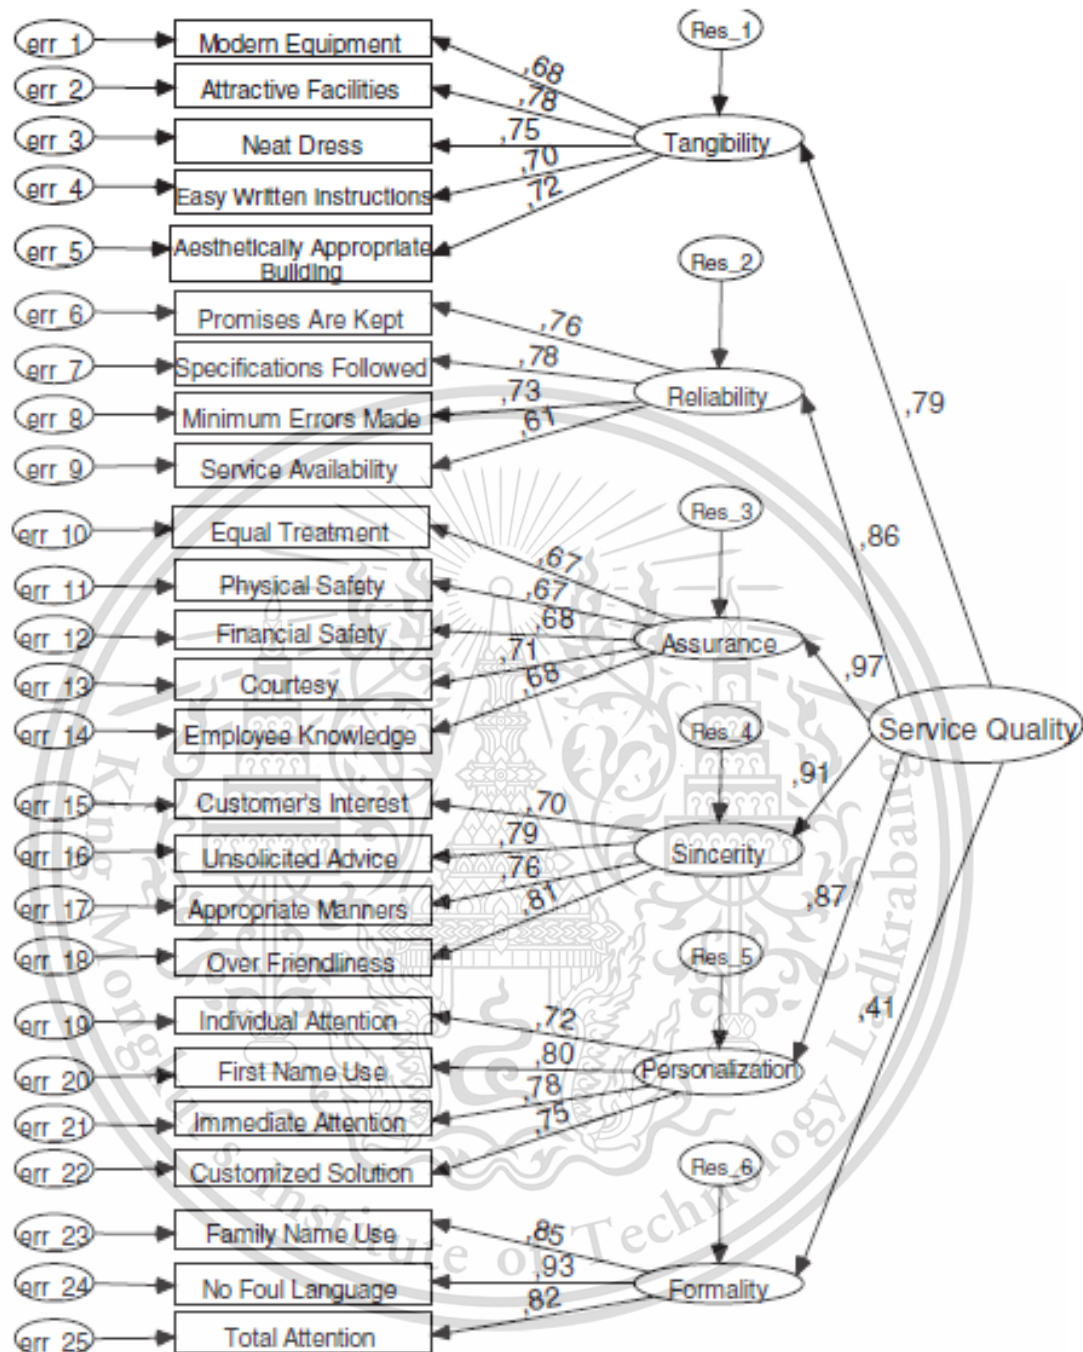 err_1 Modern Equipment
Res_1
,68
err_2 Attractive Facilities
,78
err_3 Neat Dress
,75
Tangibility
err_4 Easy Written Instructions
,70
,72
err_5 Aesthetically Appropriate
Building
Res_2
err_6 Promises Are Kept
,76
err_7 Specifications Followed
,78
Reliability
,79
err_8 Minimum Errors Made
,73
,61
err_9 Service Availability
Res_3
err_10 Equal Treatment
,67
,86
err_11 Physical Safety
,67
err_12 Financial Safety
,68
Assurance
err_13 Courtesy
,71
,68
,97
err_14 Employee Knowledge
Res_4
Service Quality
,91
err_15 Customer's Interest
,70
err_16 Unsolicited Advice
,79
Sincerity
err_17 Appropriate Manners
,76
,81
,87
err_18 Over Friendliness
Res_5
err_19 Individual Attention
,72
,41
err_20 First Name Use
,80
Personalization
err_21 Immediate Attention
,78
,75
err_22 Customized Solution
Res_6
err_23 Family Name Use
,85
err_24 No Foul Language
,93
Formality
,82
err_25 Total Attention
King Mongkut's Institute of Technology Ladkrabang